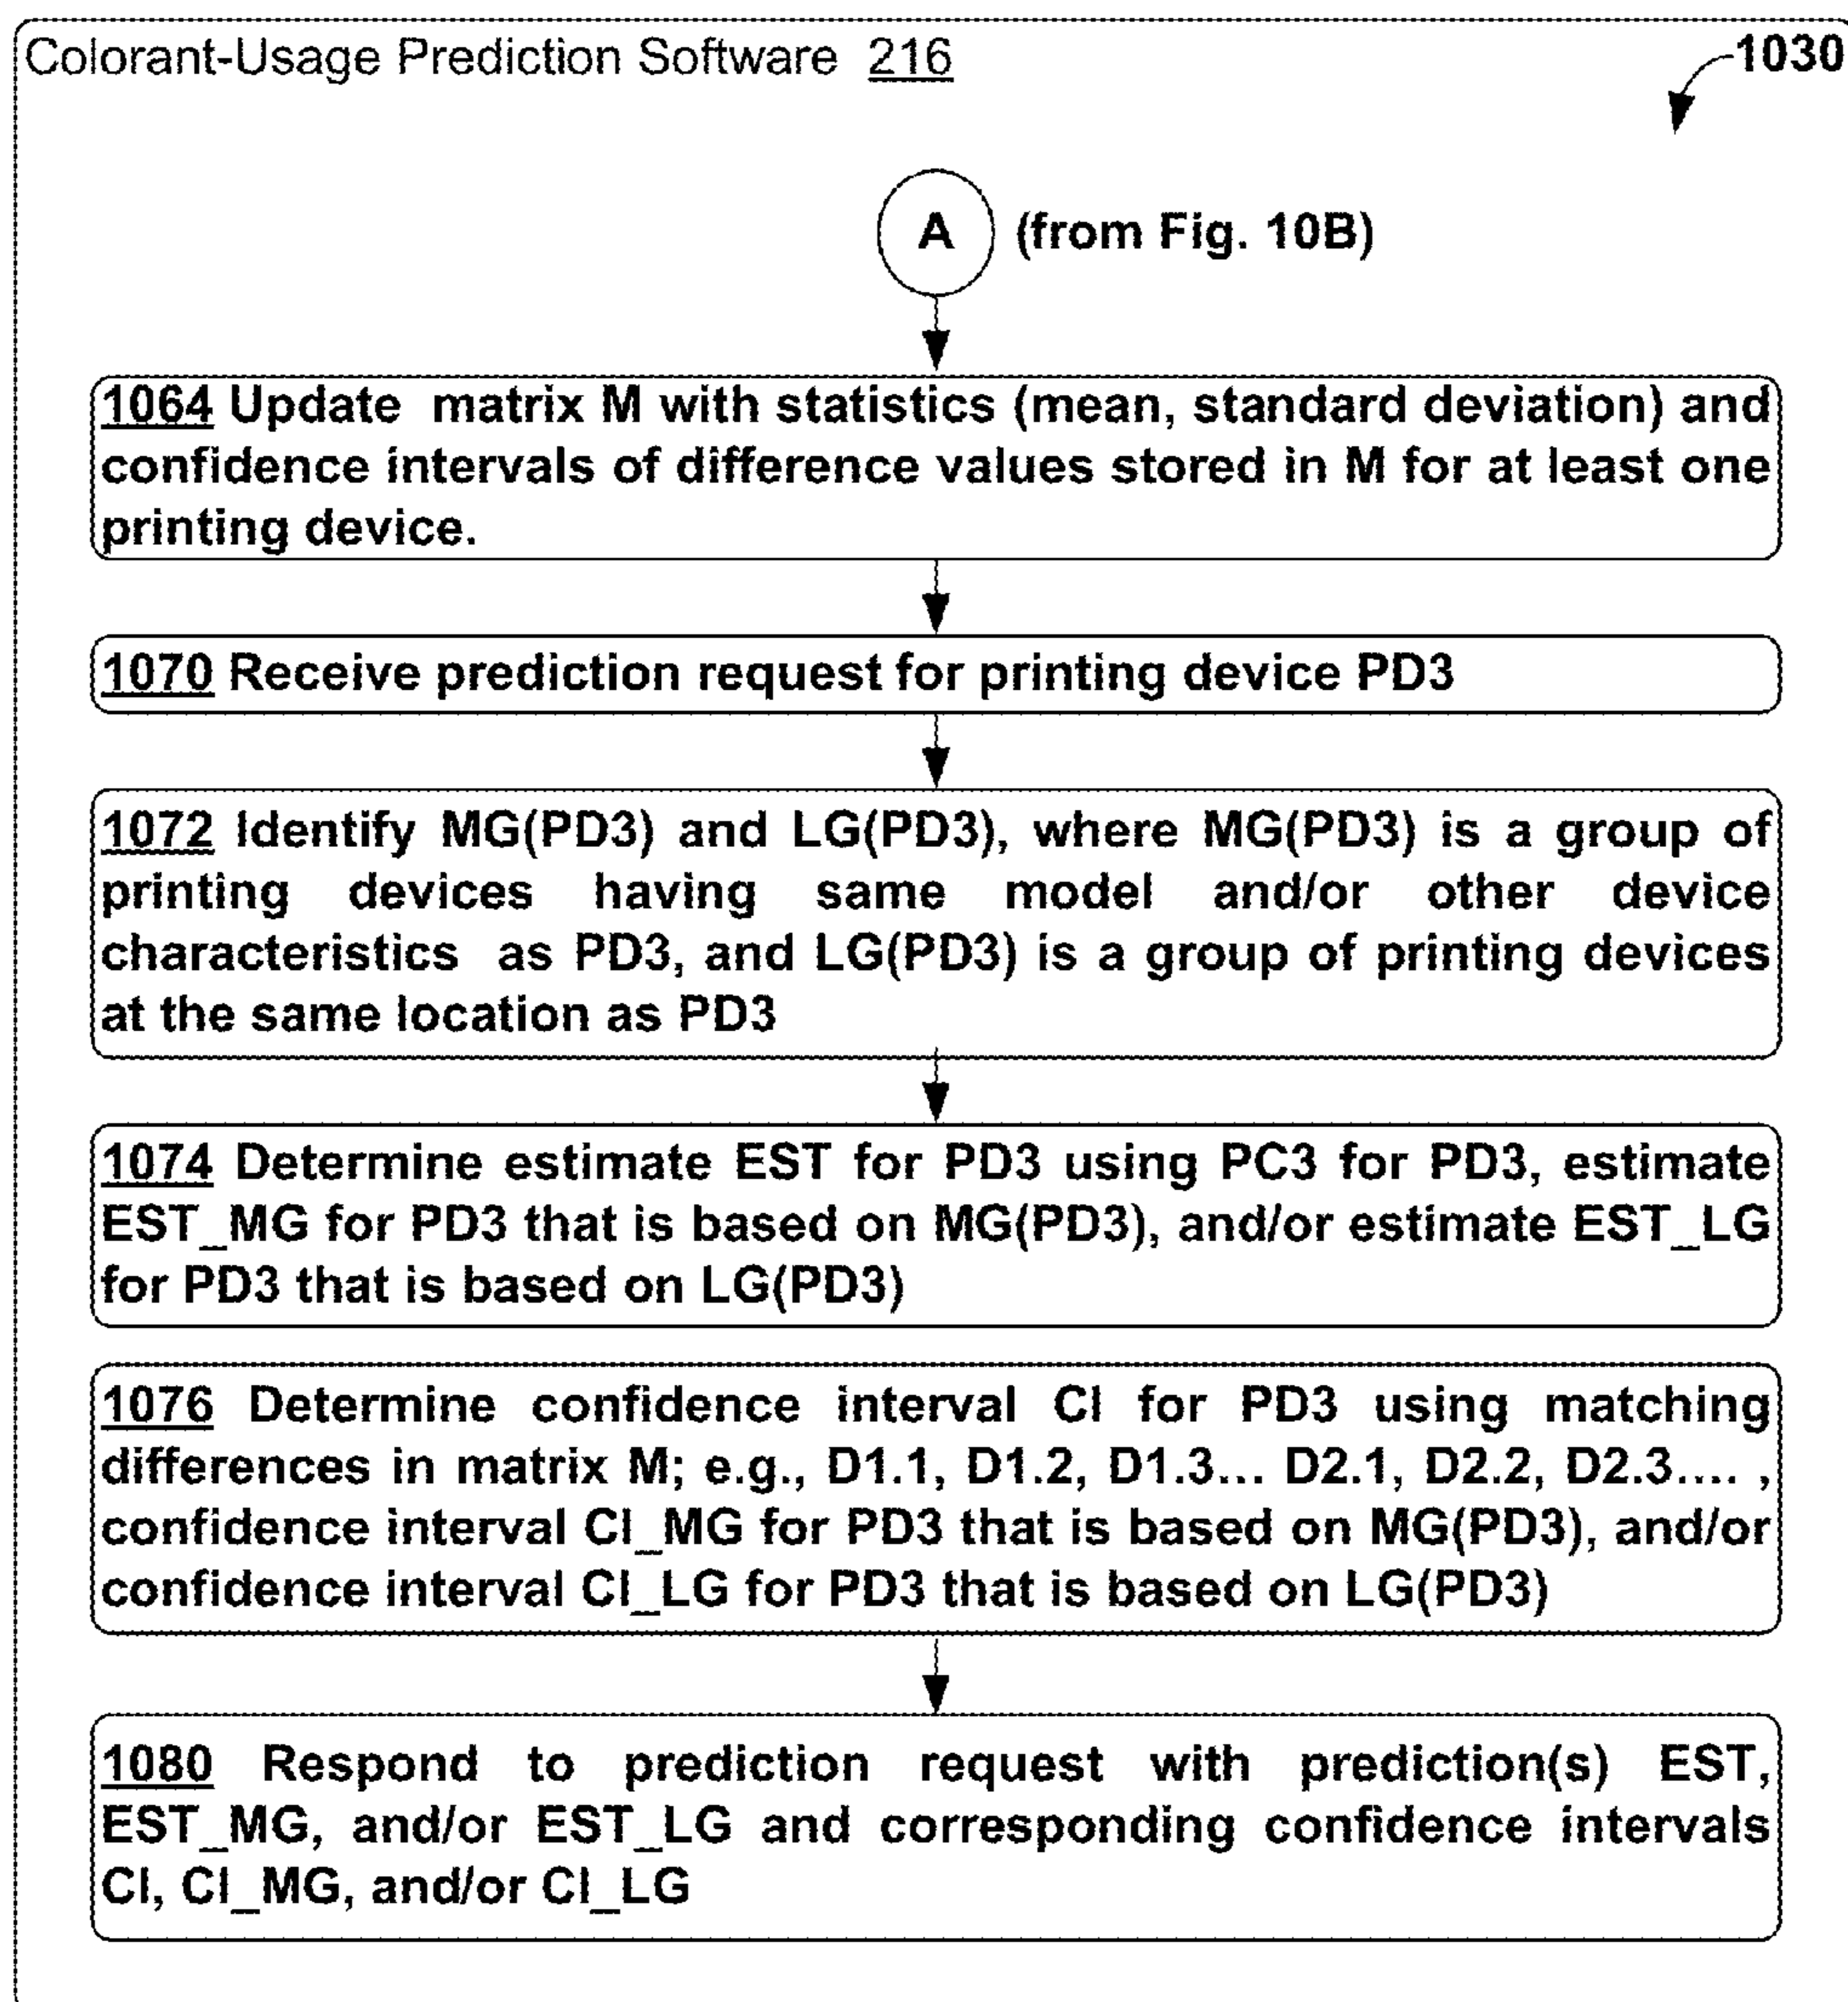 Colorant-Usage Prediction Software 216
1030
A (from Fig. 10B)
1064 Update matrix M with statistics (mean, standard deviation) and
confidence intervals of difference values stored in M for at least one
printing device.
1070 Receive prediction request for printing device PD3
1072 Identify MG(PD3) and LG(PD3), where MG(PD3) is a group of
printing devices having same model and/or other device
characteristics as PD3, and LG(PD3) is a group of printing devices
at the same location as PD3
1074 Determine estimate EST for PD3 using PC3 for PD3, estimate
EST_MG for PD3 that is based on MG(PD3), and/or estimate EST_LG
for PD3 that is based on LG(PD3)
1076 Determine confidence interval CI for PD3 using matching
differences in matrix M; e.g., D1.1, D1.2, D1.3... D2.1, D2.2, D2.3.... ,
confidence interval CI_MG for PD3 that is based on MG(PD3), and/or
confidence interval CI_LG for PD3 that is based on LG(PD3)
1080 Respond to prediction request with prediction(s) EST,
EST_MG, and/or EST_LG and corresponding confidence intervals
CI, CI_MG, and/or CI_LG